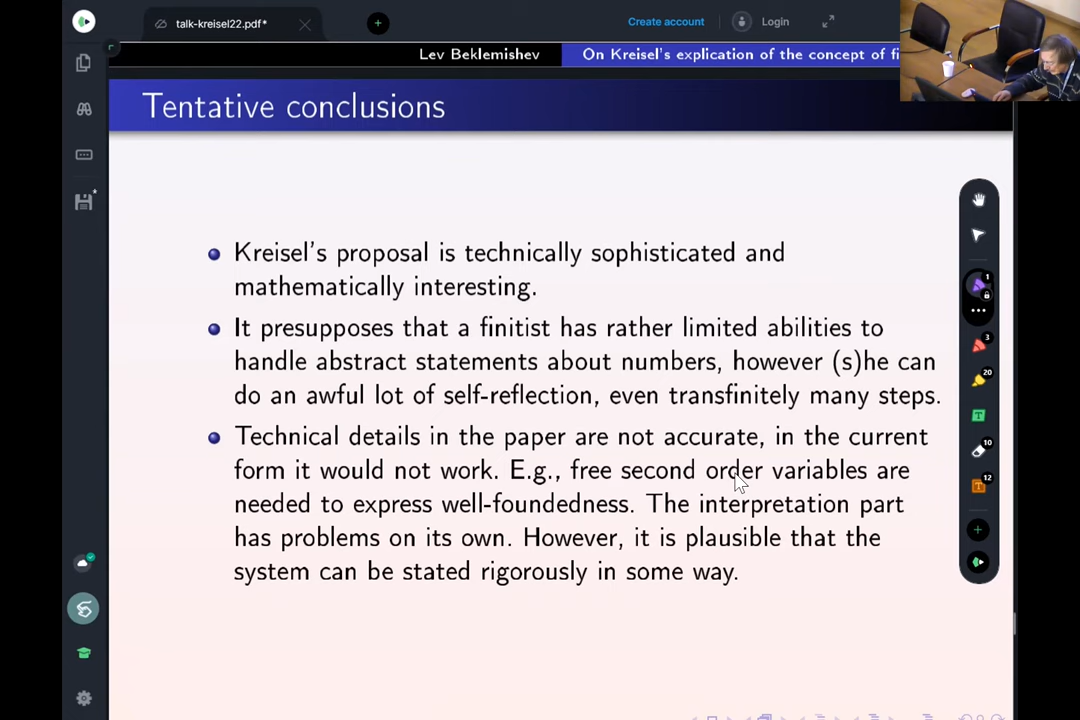 talk-kreisel22.pdf*
Create account
Login
Lev Beklemishev
On Kreisel's explication of the concept of fi
Tentative conclusions
Kreisel's proposal is technically sophisticated and
mathematically interesting.
It presupposes that a finitist has rather limited abilities to
handle abstract statements about numbers, however (s)he can
do an awful lot of self-reflection, even transfinitely many steps.
Technical details in the paper are not accurate, in the current
form it would not work. E.g., free second order variables are
needed to express well-foundedness. The interpretation part
has problems on its own. However, it is plausible that the
system can be stated rigorously in some way.
1
3
20
10
12